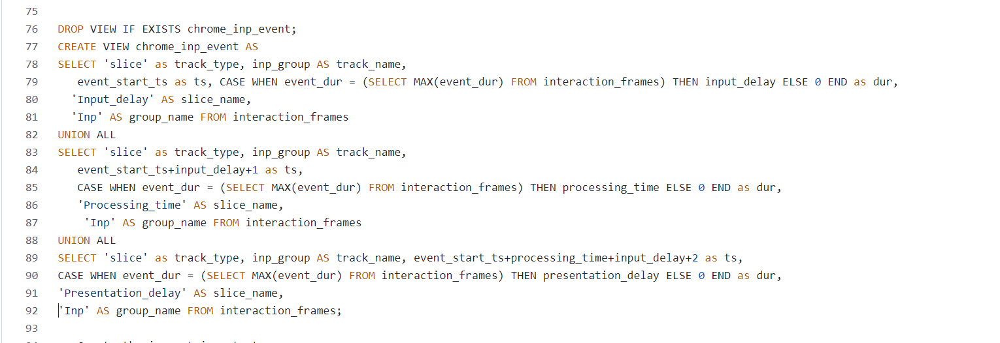 75
76 DROP VIEW IF EXISTS chrome_inp_event;
77 CREATE VIEW chrome_inp_event AS
78 SELECT 'slice' as track_type, inp_group AS track_name,
79 event_start_ts as ts, CASE WHEN event_dur = (SELECT MAX(event_dur) FROM interaction_frames) THEN input_delay ELSE 0 END as dur,
80 'Input_delay' AS slice_name,
81 'Inp' AS group_name FROM interaction_frames
82 UNION ALL
83 SELECT 'slice' as track_type, inp_group AS track_name,
84 event_start_ts+input_delay+1 as ts,
85 CASE WHEN event_dur = (SELECT MAX(event_dur) FROM interaction_frames) THEN processing_time ELSE 0 END as dur,
86 'Processing_time' AS slice_name,
87 'Inp' AS group_name FROM interaction_frames
88 UNION ALL
89 SELECT 'slice' as track_type, inp_group AS track_name, event_start_ts+processing_time+input_delay+2 as ts,
90 CASE WHEN event_dur = (SELECT MAX(event_dur) FROM interaction_frames) THEN presentation_delay ELSE 0 END as dur,
91 'Presentation_delay' AS slice_name,
92 'Inp' AS group_name FROM interaction_frames;
93